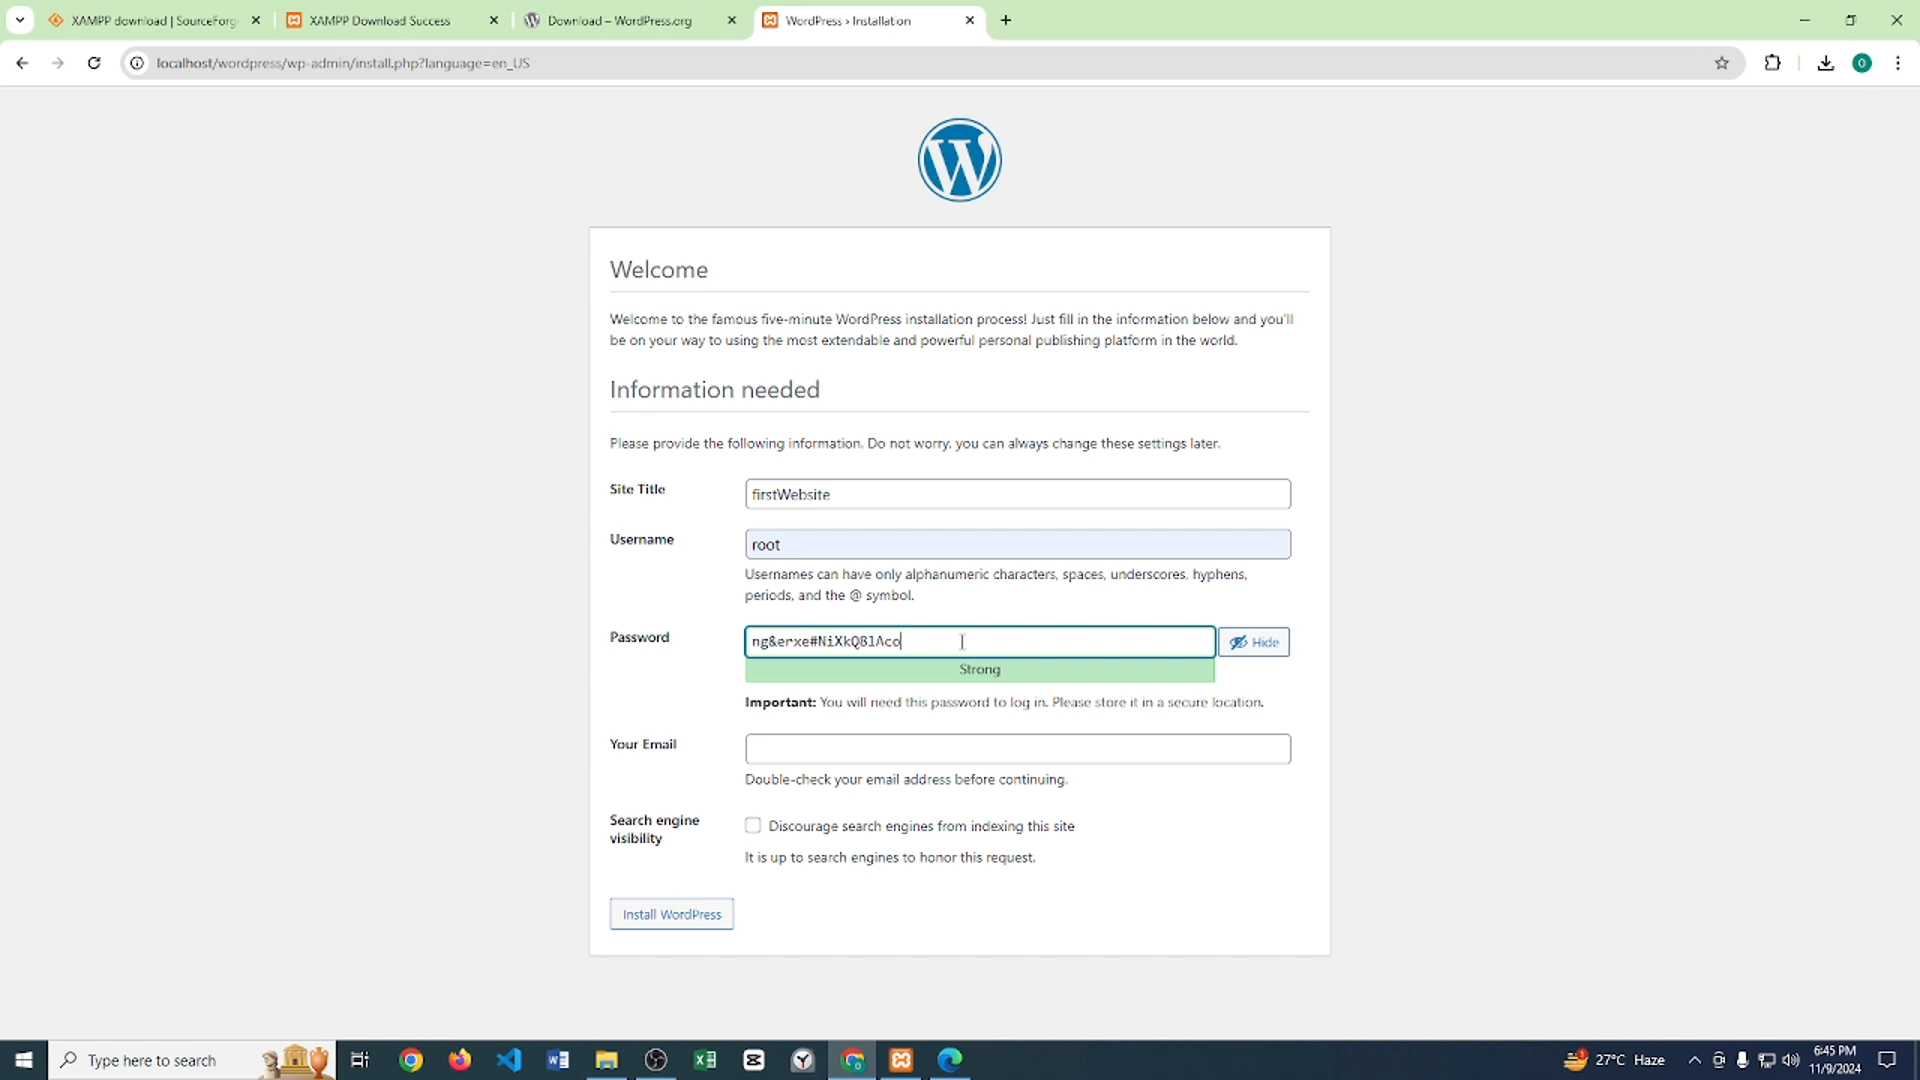 XAMPP download | SourceForg
XAMPP Download Success
Download – WordPress.org
WordPress › Installation
localhost/wordpress/wp-admin/install.php?language=en_US
O
Welcome
Welcome to the famous five-minute WordPress installation process! Just fill in the information below and you'll
be on your way to using the most extendable and powerful personal publishing platform in the world.
Information needed
Please provide the following information. Do not worry, you can always change these settings later.
Site Title
firstWebsite
Username
root
Usernames can have only alphanumeric characters, spaces, underscores, hyphens,
periods, and the @ symbol.
Password
ng&erxe#NiXkQ8lAco
Hide
Strong
Important: You will need this password to log in. Please store it in a secure location.
Your Email
Double-check your email address before continuing.
Search engine
visibility
Discourage search engines from indexing this site
It is up to search engines to honor this request.
Install WordPress
Type here to search
27°C Haze
6:45 PM
11/9/2024